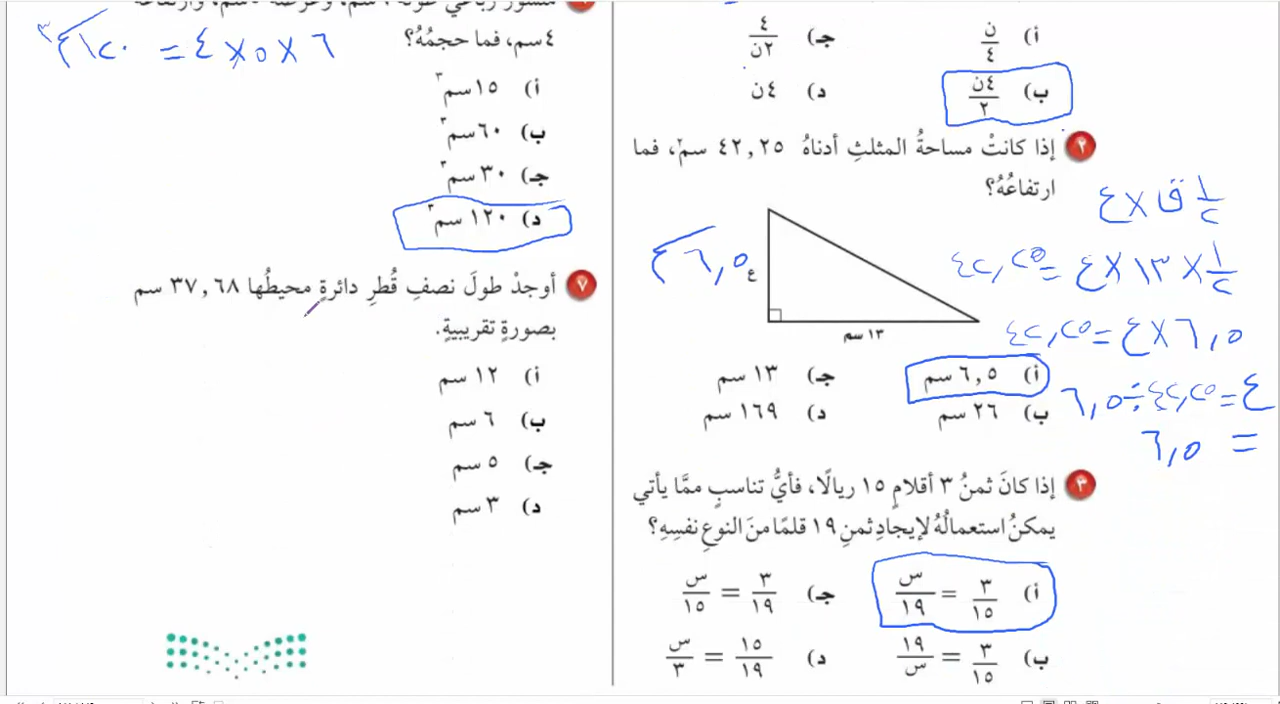 أ) ن/٤
جـ) ٤/٢ن
ب) ٤ن/٢
د) ٤ن
٢ إذا كانتْ مساحةُ المثلثِ أدناهُ ٤٢,٢٥ سم٢، فما
ارتفاعُهُ؟
١/٢ ق × ع
١/٢ × ١٣ × ع = ٤٢,٢٥
٦,٥ × ع = ٤٢,٢٥
ع = ٤٢,٢٥ ÷ ٦,٥
= ٦,٥
٦,٥
ع
١٣ سم
أ) ٦,٥ سم
جـ) ١٣ سم
ب) ٢٦ سم
د) ١٦٩ سم
٣ إذا كانَ ثمنُ ٣ أقلامٍ ١٥ ريالًا، فأيُّ تناسبٍ ممَّا يأتي
يمكنُ استعمالُهُ لإيجادِ ثمنِ ١٩ قلمًا منَ النوعِ نفسِهِ؟
أ) ٣/١٥ = س/١٩
جـ) ٣/١٩ = س/١٥
ب) ٣/١٥ = ١٩/س
د) ١٥/١٩ = س/٣
٤ سم، فما حجمُهُ؟
٦ × ٥ × ٤ = ١٢٠
أ) ١٥ سم٣
ب) ٦٠ سم٣
جـ) ٣٠ سم٣
د) ١٢٠ سم٣
٧ أوجدْ طولَ نصفِ قُطرِ دائرةٍ محيطُها ٣٧,٦٨ سم
بصورةٍ تقريبيةٍ.
أ) ١٢ سم
ب) ٦ سم
جـ) ٥ سم
د) ٣ سم